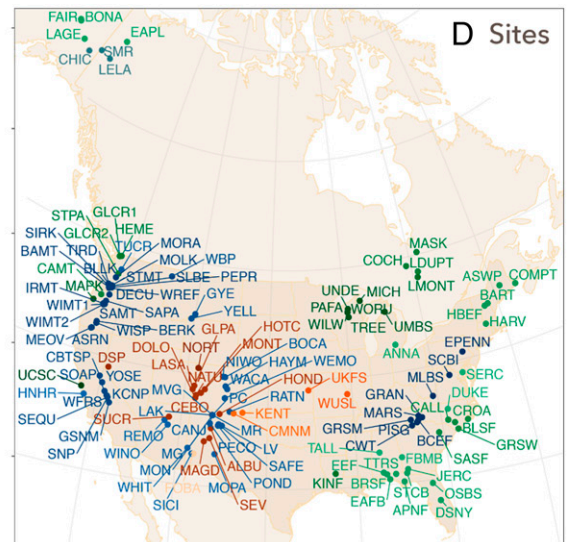 D Sites
FAIR BONA
LAGE
EAPL
CHIC
SMR
LELA
STPA
GLCR1
GLCR2
HEME
SIRK
TUCR
MORA
BAMT
TIRD
MOLK
WBP
CAMT
BLLK
STMT
SLBE
PEPR
IRMT
MAPK
DECU
WREF
GYE
WIMT1
SAMT
SAPA
YELL
WIMT2
WISP
BERK
GLPA
HOTC
MEOV
ASRN
DOLO
NORT
MONT
CBTSP
DSP
LASA
BOCA
UCSC
SOAP
YOSE
NATU
NIWO
HAYM
WEMO
HNHR
WFRS
KCNP
MVG
WACA
HOND
UKFS
SEQU
SUCR
LAK
CEBO
PC
RATN
WUSL
GSNM
REMO
CANJ
KENT
CMNM
SNP
WINO
MG
PECO
MR
LV
MON
MAGD
ALBU
SAFE
WHIT
MOPA
POND
SICI
SEV
MASK
COCH
LDUPT
LMONT
UNDE
MICH
PAFA
WORU
WILW
TREE
UMBS
ANNA
ASWP
COMPT
BART
HBEF
HARV
EPENN
SCBI
SERC
MLBS
DUKE
GRAN
CALL
CROA
MARS
BLSF
GRSM
PISG
GRSW
CWT
BCEF
SASF
TALL
FBMB
EEF
TTRS
JERC
KINF
BRSF
STCB
OSBS
EAFB
APNF
DSNY